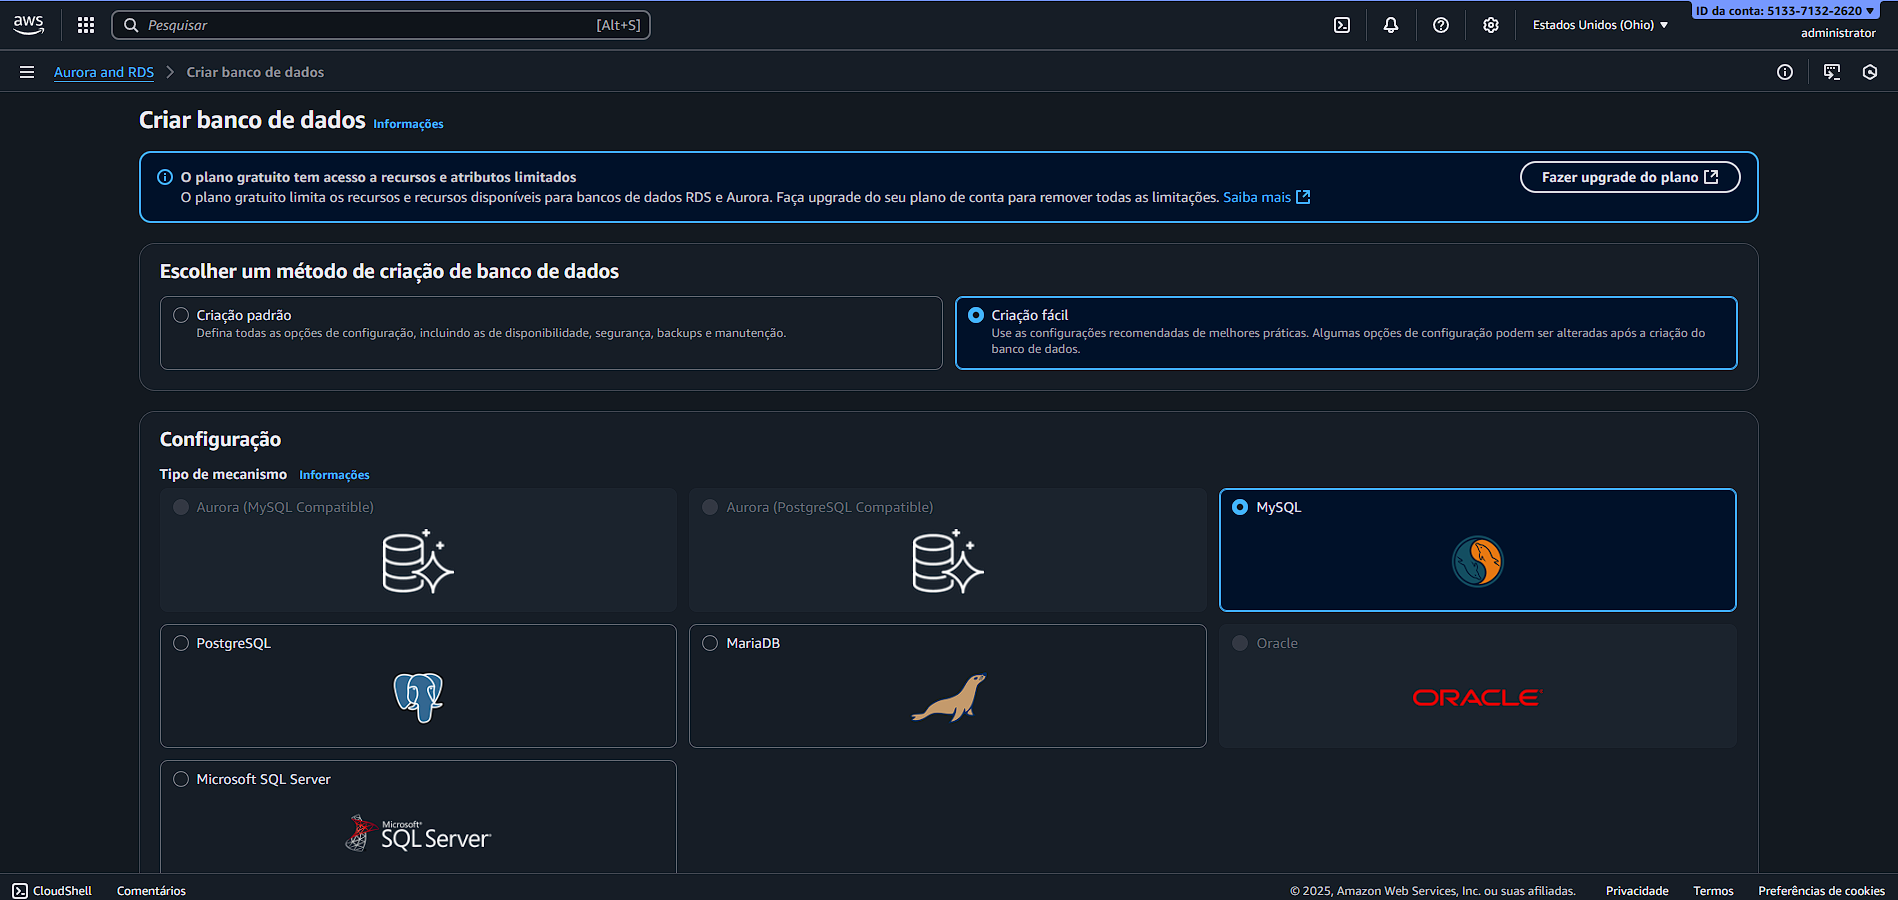 aws
Pesquisar
[Alt+S]
Estados Unidos (Ohio)
ID da conta: 5133-7132-2620
administrator
Aurora and RDS
Criar banco de dados
Criar banco de dados
Informações
O plano gratuito tem acesso a recursos e atributos limitados
O plano gratuito limita os recursos e recursos disponíveis para bancos de dados RDS e Aurora. Faça upgrade do seu plano de conta para remover todas as limitações. Saiba mais
Fazer upgrade do plano
Escolher um método de criação de banco de dados
Criação padrão
Defina todas as opções de configuração, incluindo as de disponibilidade, segurança, backups e manutenção.
Criação fácil
Use as configurações recomendadas de melhores práticas. Algumas opções de configuração podem ser alteradas após a criação do
banco de dados.
Configuração
Tipo de mecanismo
Informações
Aurora (MySQL Compatible)
Aurora (PostgreSQL Compatible)
MySQL
PostgreSQL
MariaDB
Oracle
ORACLE
Microsoft SQL Server
Microsoft
SQL Server
CloudShell
Comentários
© 2025, Amazon Web Services, Inc. ou suas afiliadas.
Privacidade
Termos
Preferências de cookies